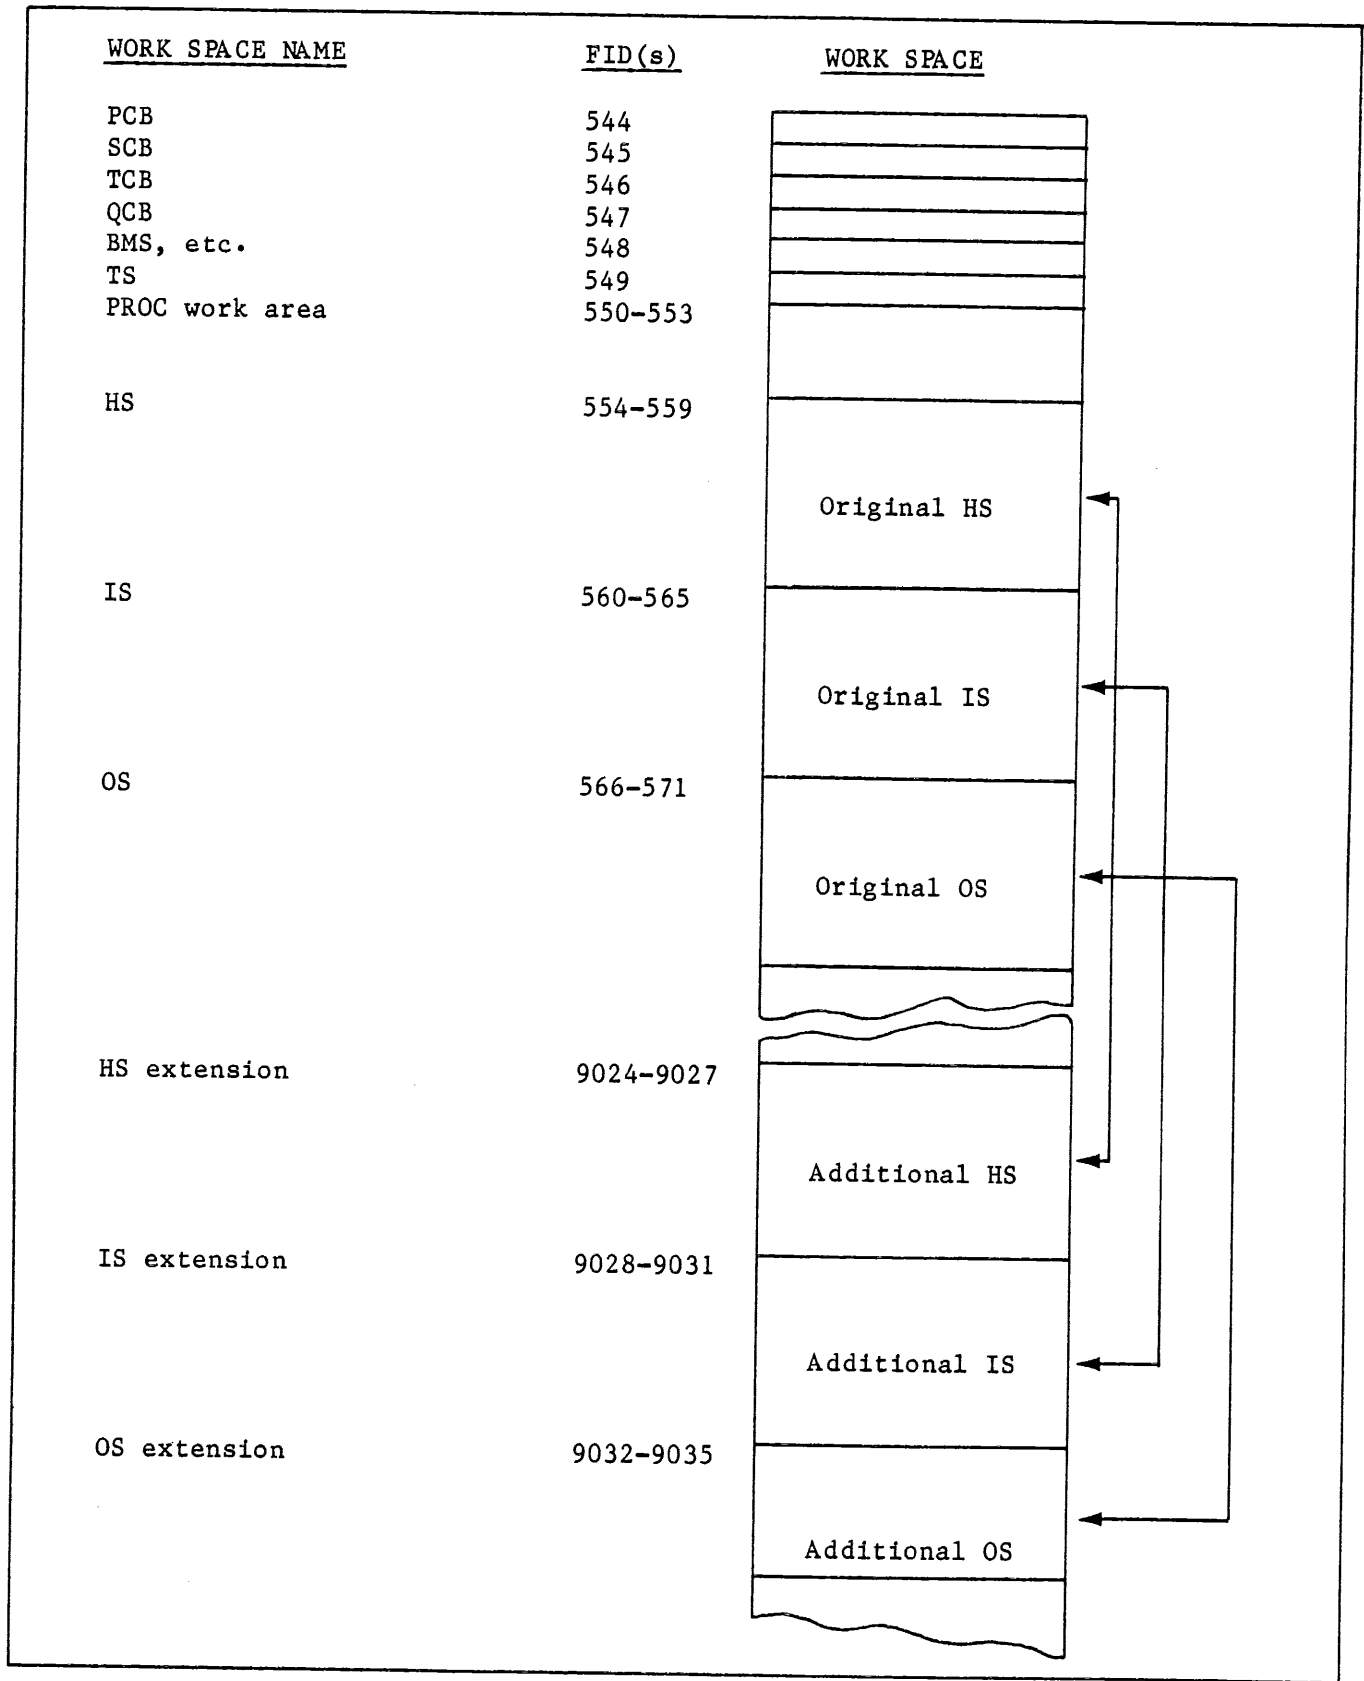 WORK SPACE NAME FID(s) WORK SPACE
PCB 544
SCB 545
TCB 546
QCB 547
BMS, etc. 548
TS 549
PROC work area 550-553
HS 554-559
Original HS
IS 560-565
Original IS
OS 566-571
Original OS
HS extension 9024-9027
Additional HS
IS extension 9028-9031
Additional IS
OS extension 9032-9035
Additional OS